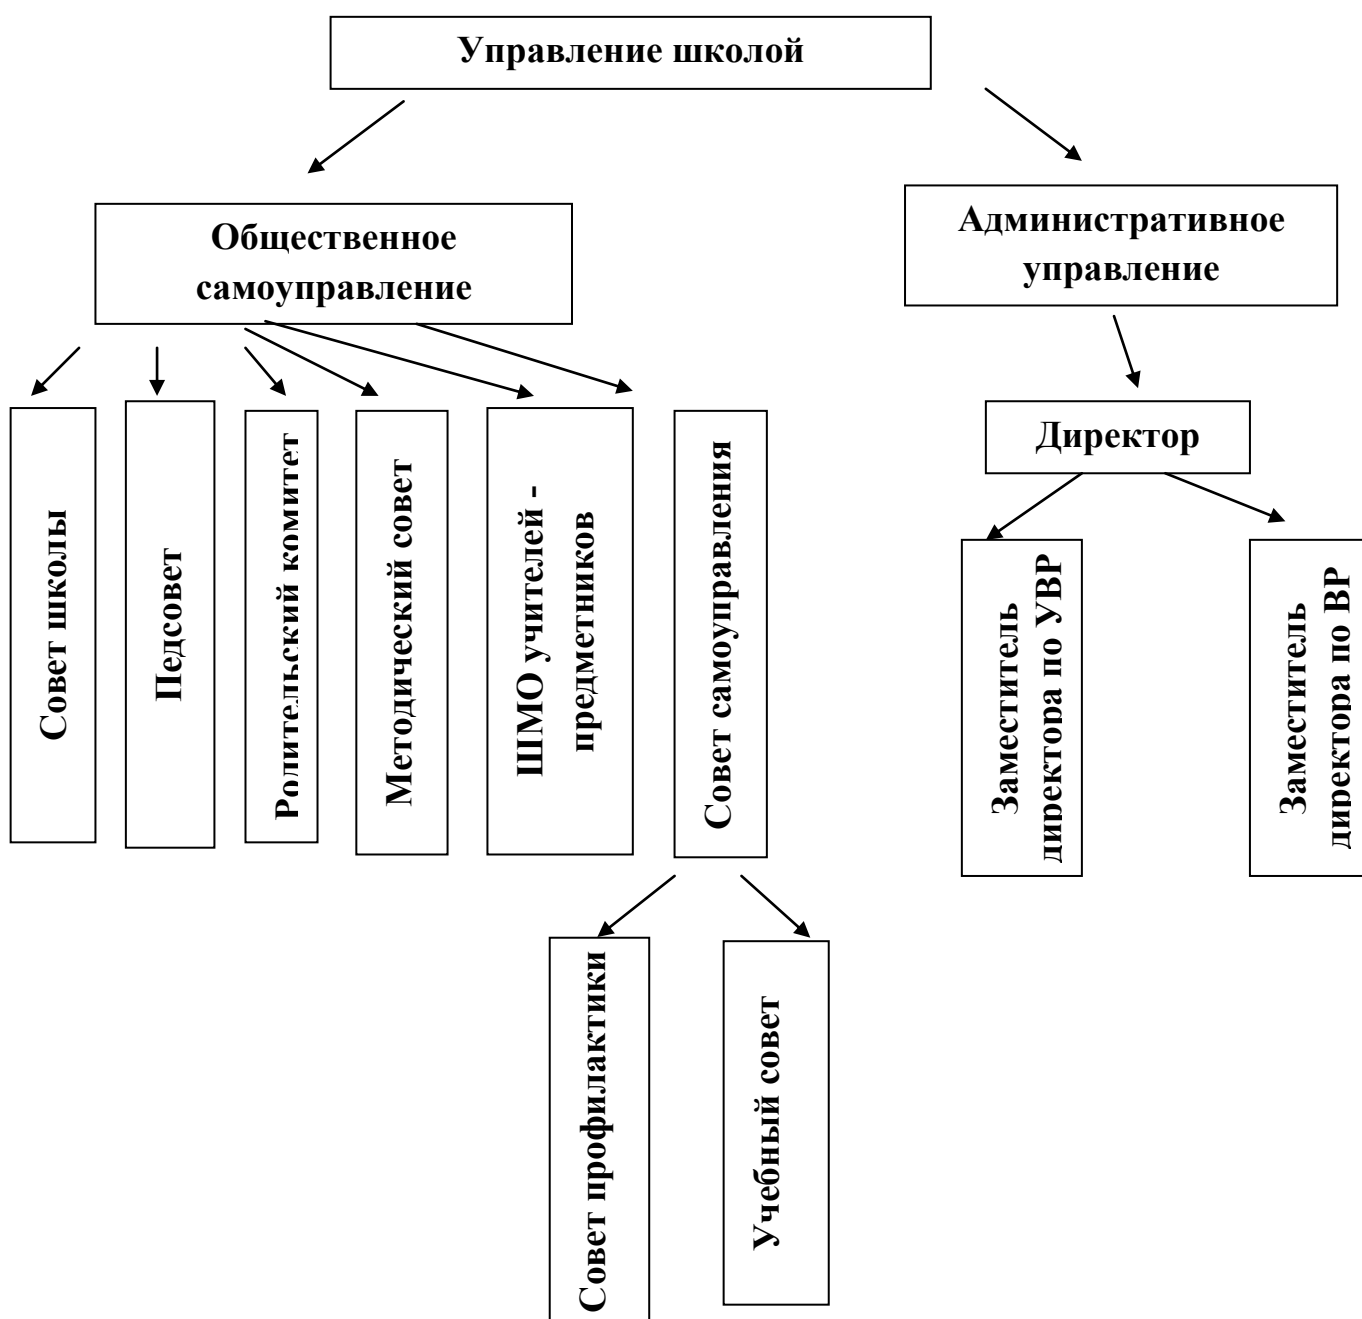 Управление школой
Общественное
самоуправление
Административное
управление
Директор
Совет школы
Педсовет
Родительский комитет
Методический совет
ШМО учителей -
предметников
Совет самоуправления
Заместитель
директора по УВР
Заместитель
директора по ВР
Совет профилактики
Учебный совет